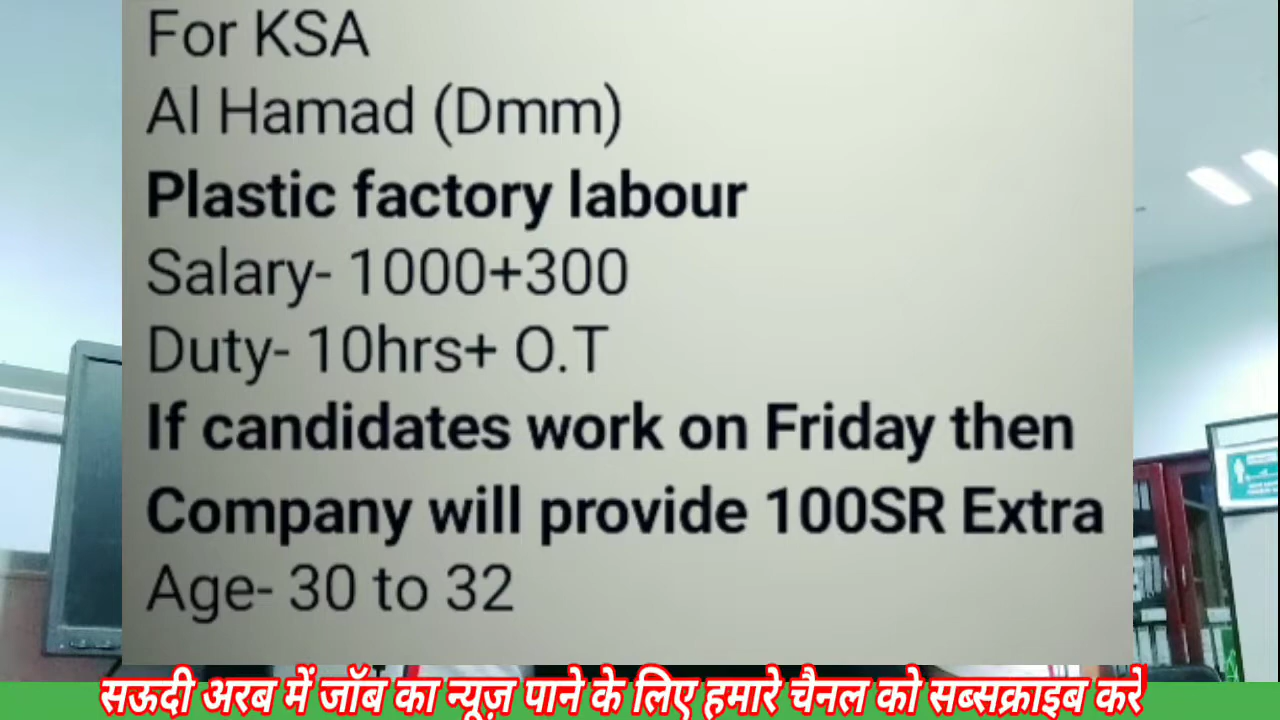 For KSA
Al Hamad (Dmm)
Plastic factory labour
Salary- 1000+300
Duty- 10hrs+ O.T
If candidates work on Friday then
Company will provide 100SR Extra
Age- 30 to 32
सऊदी अरब में जॉब का न्यूज़ पाने के लिए हमारे चैनल को सब्सक्राइब करें